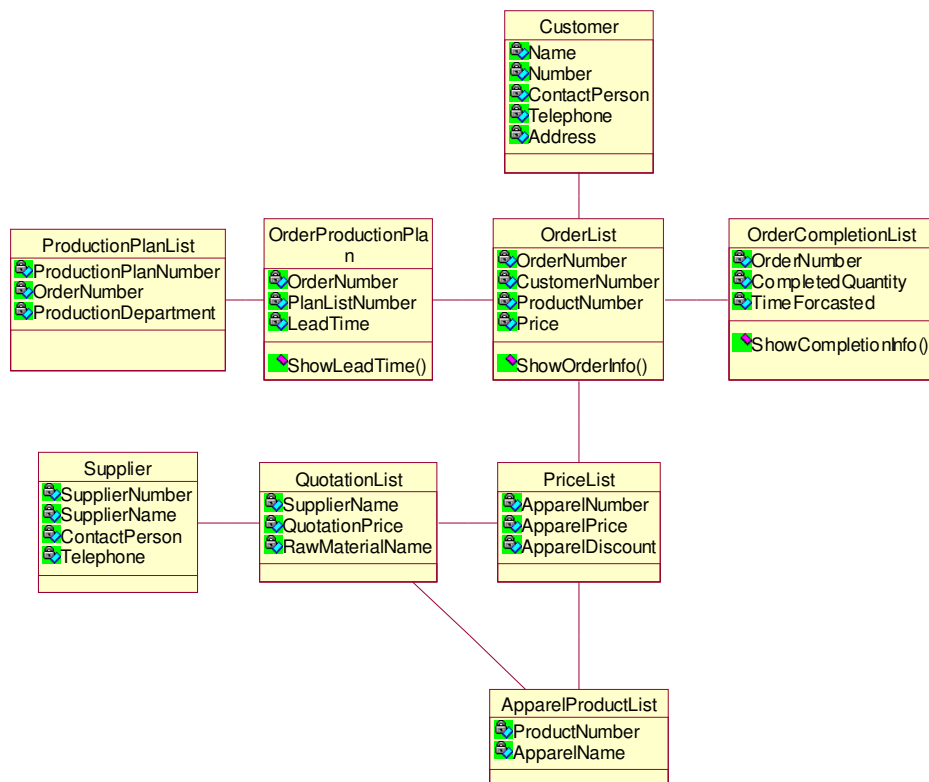 Customer
Name
Number
ContactPerson
Telephone
Address
ProductionPlanList
ProductionPlanNumber
OrderNumber
ProductionDepartment
OrderProductionPla
n
OrderNumber
PlanListNumber
LeadTime
ShowLeadTime()
OrderList
OrderNumber
CustomerNumber
ProductNumber
Price
ShowOrderInfo()
OrderCompletionList
OrderNumber
CompletedQuantity
TimeForcasted
ShowCompletionInfo()
Supplier
SupplierNumber
SupplierName
ContactPerson
Telephone
QuotationList
SupplierName
QuotationPrice
RawMaterialName
PriceList
ApparelNumber
ApparelPrice
ApparelDiscount
ApparelProductList
ProductNumber
ApparelName